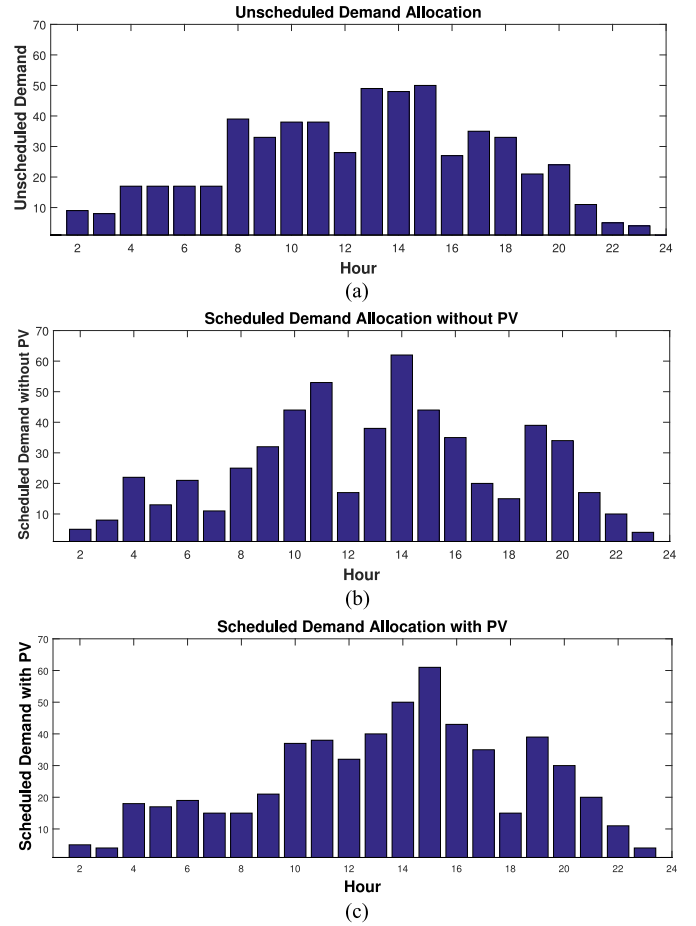 Unscheduled Demand Allocation
Unscheduled Demand
70
60
50
40
30
20
10
2 4 6 8 10 12 14 16 18 20 22 24
Hour
(a)
Scheduled Demand Allocation without PV
Scheduled Demand without PV
70
60
50
40
30
20
10
2 4 6 8 10 12 14 16 18 20 22 24
Hour
(b)
Scheduled Demand Allocation with PV
Scheduled Demand with PV
70
60
50
40
30
20
10
2 4 6 8 10 12 14 16 18 20 22 24
Hour
(c)